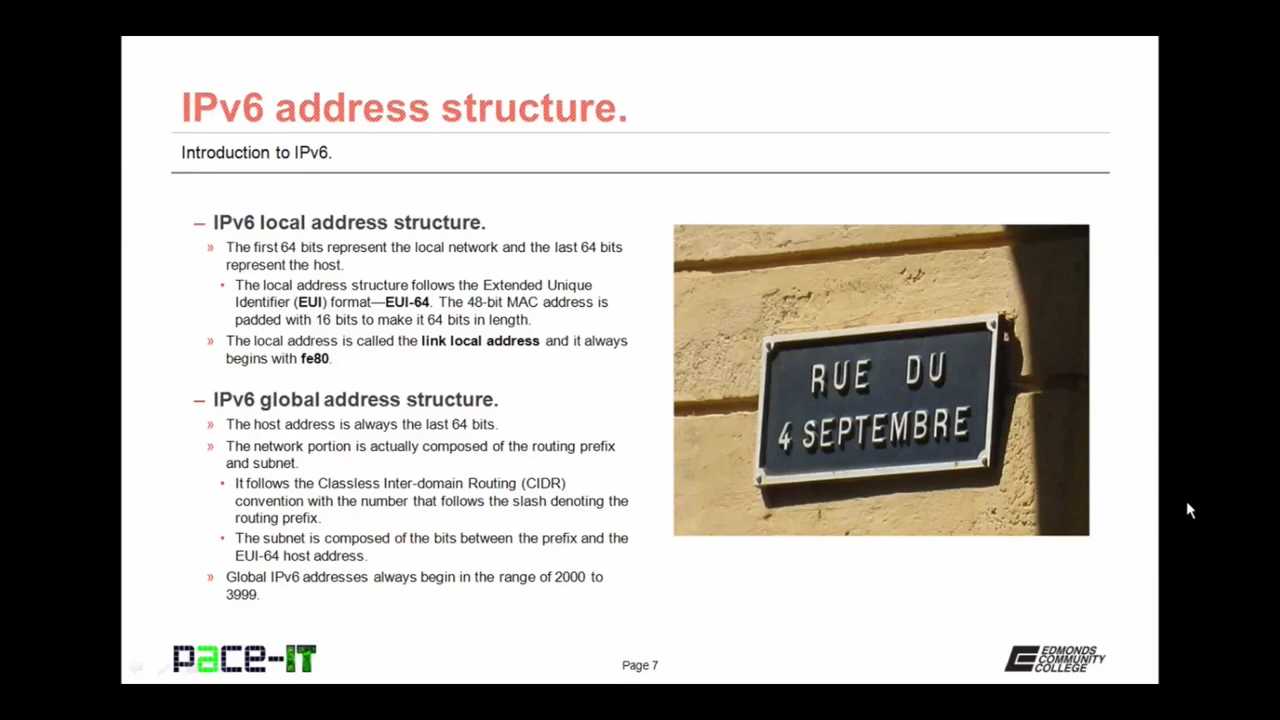 IPv6 address structure.
Introduction to IPv6.
– IPv6 local address structure.
» The first 64 bits represent the local network and the last 64 bits
represent the host.
• The local address structure follows the Extended Unique
Identifier (EUI) format—EUI-64. The 48-bit MAC address is
padded with 16 bits to make it 64 bits in length.
» The local address is called the link local address and it always
begins with fe80.
– IPv6 global address structure.
» The host address is always the last 64 bits.
» The network portion is actually composed of the routing prefix
and subnet.
• It follows the Classless Inter-domain Routing (CIDR)
convention with the number that follows the slash denoting the
routing prefix.
• The subnet is composed of the bits between the prefix and the
EUI-64 host address.
» Global IPv6 addresses always begin in the range of 2000 to
3999.
RUE DU
4 SEPTEMBRE
pace-IT
Page 7
EDMONDS
COMMUNITY
COLLEGE